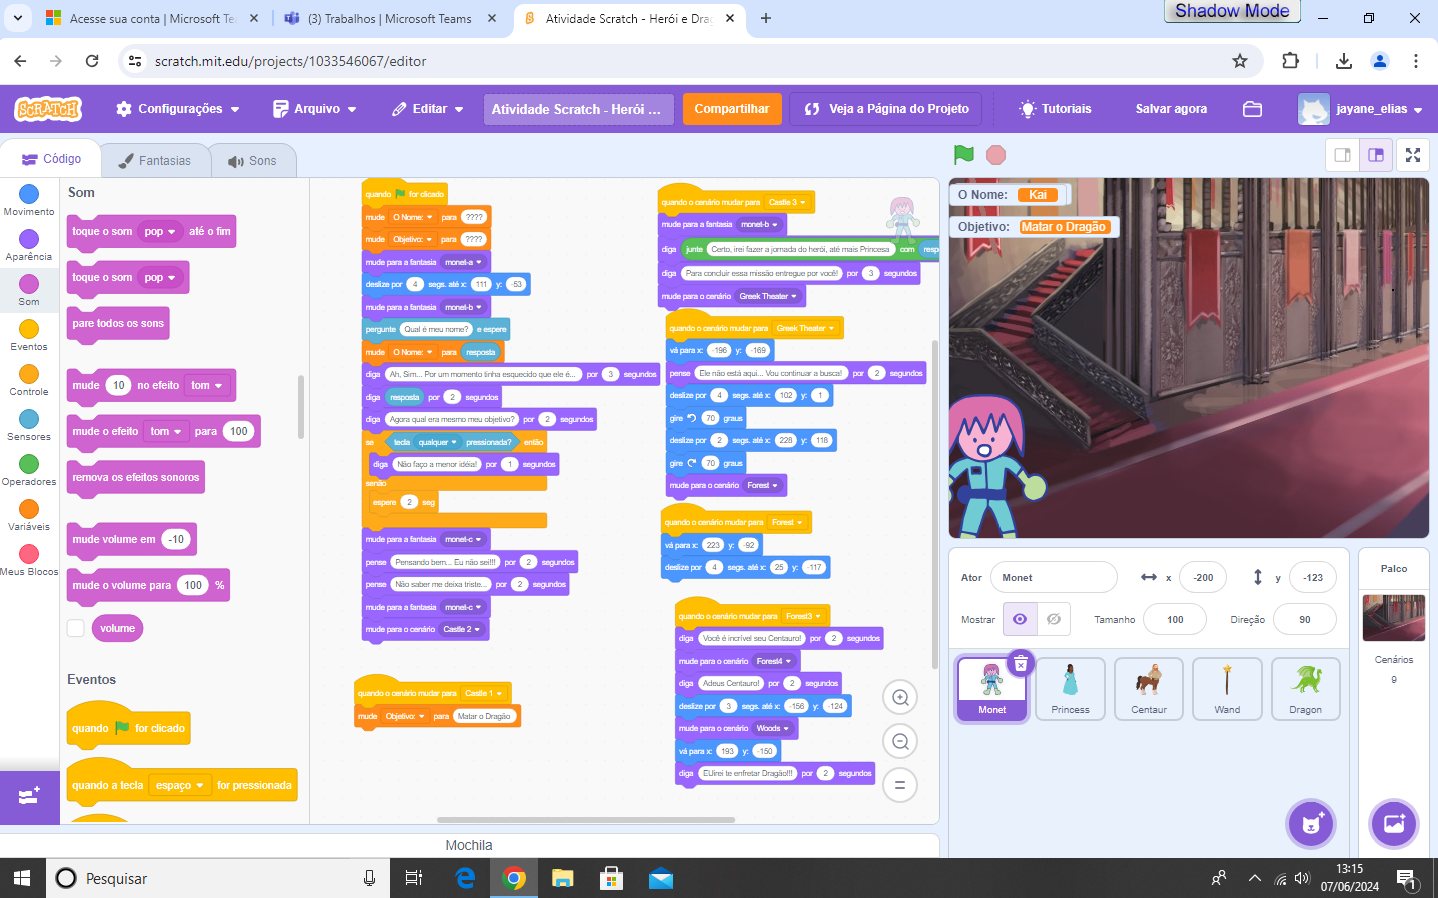 Shadow Mode
Acesse sua conta | Microsoft Te
(3) Trabalhos | Microsoft Teams
Atividade Scratch - Herói e Drag
scratch.mit.edu/projects/1033546067/editor
SCRATCH
Configurações
Arquivo
Editar
Atividade Scratch - Herói ...
Compartilhar
Veja a Página do Projeto
Tutoriais
Salvar agora
jayane_elias
Código
Fantasias
Sons
Movimento
Aparência
Som
Eventos
Controle
Sensores
Operadores
Variáveis
Meus Blocos
Som
toque o som pop até o fim
toque o som pop
pare todos os sons
mude 10 no efeito tom
mude o efeito tom para 100
remova os efeitos sonoros
mude volume em -10
mude o volume para 100 %
volume
Eventos
quando for clicado
quando a tecla espaço for pressionada
quando for clicado
mude O Nome: para ????
mude Objetivo: para ????
mude para a fantasia monet-a
deslize por 4 segs. até x: 111 y: -53
mude para a fantasia monet-b
pergunte Qual é meu nome? e espere
mude O Nome: para resposta
diga Ah, Sim... Por um momento tinha esquecido que ele é... por 3 segundos
diga resposta por 2 segundos
diga Agora qual era mesmo meu objetivo? por 2 segundos
se tecla qualquer pressionada? então
diga Não faço a menor idéia! por 1 segundos
senão
espere 2 seg
mude para a fantasia monet-c
pense Pensando bem... Eu não sei!!! por 2 segundos
pense Não saber me deixa triste... por 2 segundos
mude para a fantasia monet-c
mude para o cenário Castle 2
quando o cenário mudar para Castle 1
mude Objetivo: para Matar o Dragão
quando o cenário mudar para Castle 3
mude para a fantasia monet-b
diga junte Certo, irei fazer a jornada do herói, até mais Princesa com resp
diga Para concluir essa missão entregue por você! por 3 segundos
mude para o cenário Greek Theater
quando o cenário mudar para Greek Theater
vá para x: -196 y: -169
pense Ele não está aqui... Vou continuar a busca! por 2 segundos
deslize por 4 segs. até x: 102 y: 1
gire 70 graus
deslize por 2 segs. até x: 228 y: 118
gire 70 graus
mude para o cenário Forest
quando o cenário mudar para Forest
vá para x: 223 y: -92
deslize por 4 segs. até x: 25 y: -117
quando o cenário mudar para Forest3
diga Você é incrível seu Centauro! por 2 segundos
mude para o cenário Forest4
diga Adeus Centauro! por 2 segundos
deslize por 3 segs. até x: -156 y: -124
mude para o cenário Woods
vá para x: 193 y: -150
diga EUirei te enfretar Dragão!!! por 2 segundos
Mochila
O Nome: Kai
Objetivo: Matar o Dragão
Ator Monet x -200 y -123
Mostrar Tamanho 100 Direção 90
Monet
Princess
Centaur
Wand
Dragon
Palco
Cenários
9
Pesquisar
13:15
07/06/2024
1